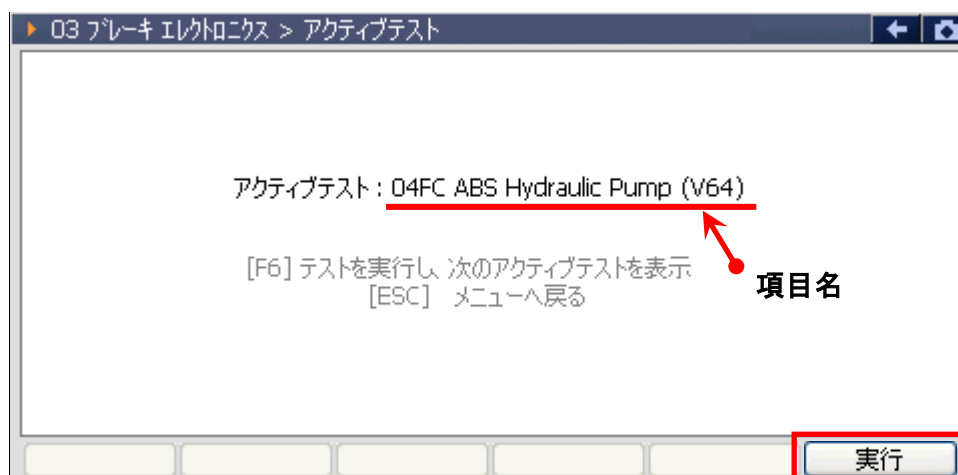 03 ブレーキ エレクトロニクス > アクティブテスト
アクティブテスト : 04FC ABS Hydraulic Pump (V64)
[F6] テストを実行し、次のアクティブテストを表示
[ESC] メニューへ戻る
項目名
実行